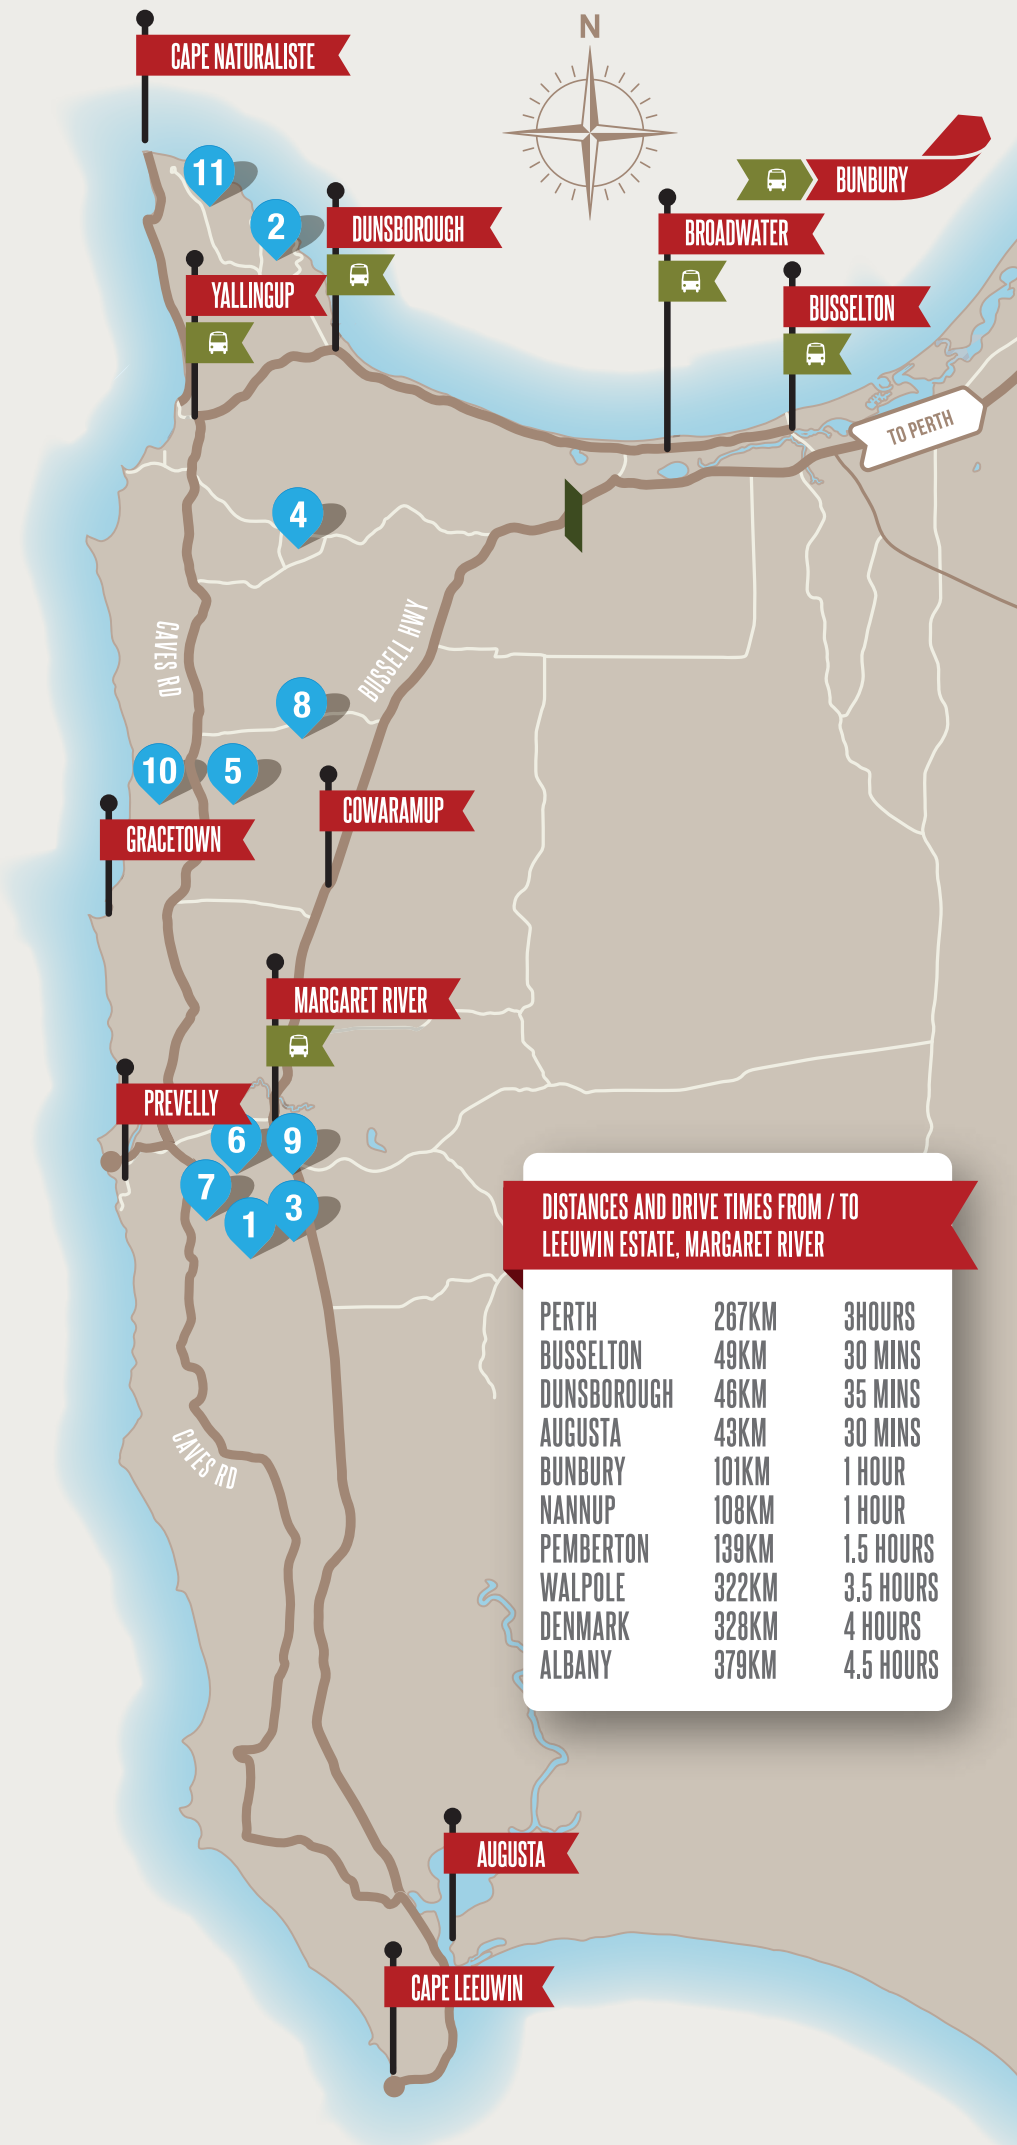 N
CAPE NATURALISTE
11
BUNBURY
2
DUNSBOROUGH
BROADWATER
YALLINGUP
BUSSELTON
TO PERTH
4
CAVES RD
BUSSELL HWY
8
10
5
COWARAMUP
GRACETOWN
MARGARET RIVER
PREVELLY
6
9
7
3
1
DISTANCES AND DRIVE TIMES FROM / TO
LEEUWIN ESTATE, MARGARET RIVER
PERTH 267KM 3HOURS
BUSSELTON 49KM 30 MINS
DUNSBOROUGH 46KM 35 MINS
AUGUSTA 43KM 30 MINS
BUNBURY 101KM 1 HOUR
NANNUP 108KM 1 HOUR
PEMBERTON 139KM 1.5 HOURS
WALPOLE 322KM 3.5 HOURS
DENMARK 328KM 4 HOURS
ALBANY 379KM 4.5 HOURS
CAVES RD
AUGUSTA
CAPE LEEUWIN